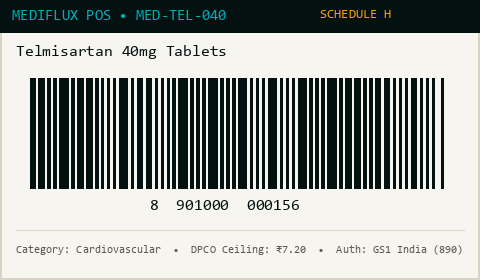 MEDIFLUX POS • MED-TEL-040 SCHEDULE H
Telmisartan 40mg Tablets
8 901000 000156
Category: Cardiovascular • DPCO Ceiling: ₹7.20 • Auth: GS1 India (890)